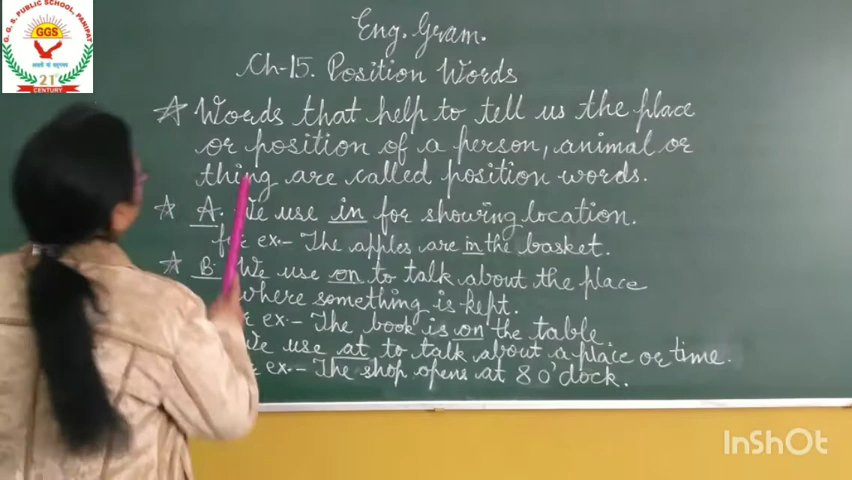 G.G.S. PUBLIC SCHOOL, PANIPAT
GGS
21st
CENTURY
Eng. Gram.
Ch-15. Position Words
☆ Words that help to tell us the place
or position of a person, animal or
thing are called position words.
☆ A. We use in for showing location.
for ex.- The apples are in the basket.
☆ B. We use on to talk about the place
where something is kept.
ex.- The book is on the table.
We use at to talk about a place or time.
ex.- The shop opens at 8 o'clock.
InShOt